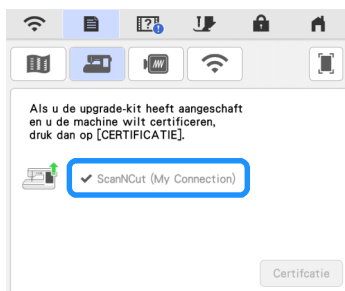 Als u de upgrade-kit heeft aangeschaft
en u de machine wilt certificeren,
druk dan op [CERTIFICATIE].
ScanNCut (My Connection)
Certifcatie